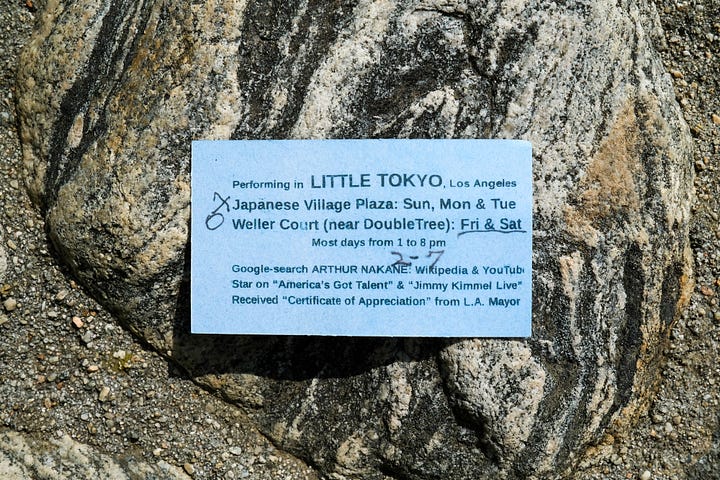 Performing in LITTLE TOKYO, Los Angeles
X Japanese Village Plaza: Sun, Mon & Tue
O Weller Court (near DoubleTree): Fri & Sat
Most days from 1 to 8 pm
2-7
Google-search ARTHUR NAKANE: Wikipedia & YouTube
Star on “America’s Got Talent” & “Jimmy Kimmel Live”
Received “Certificate of Appreciation” from L.A. Mayor